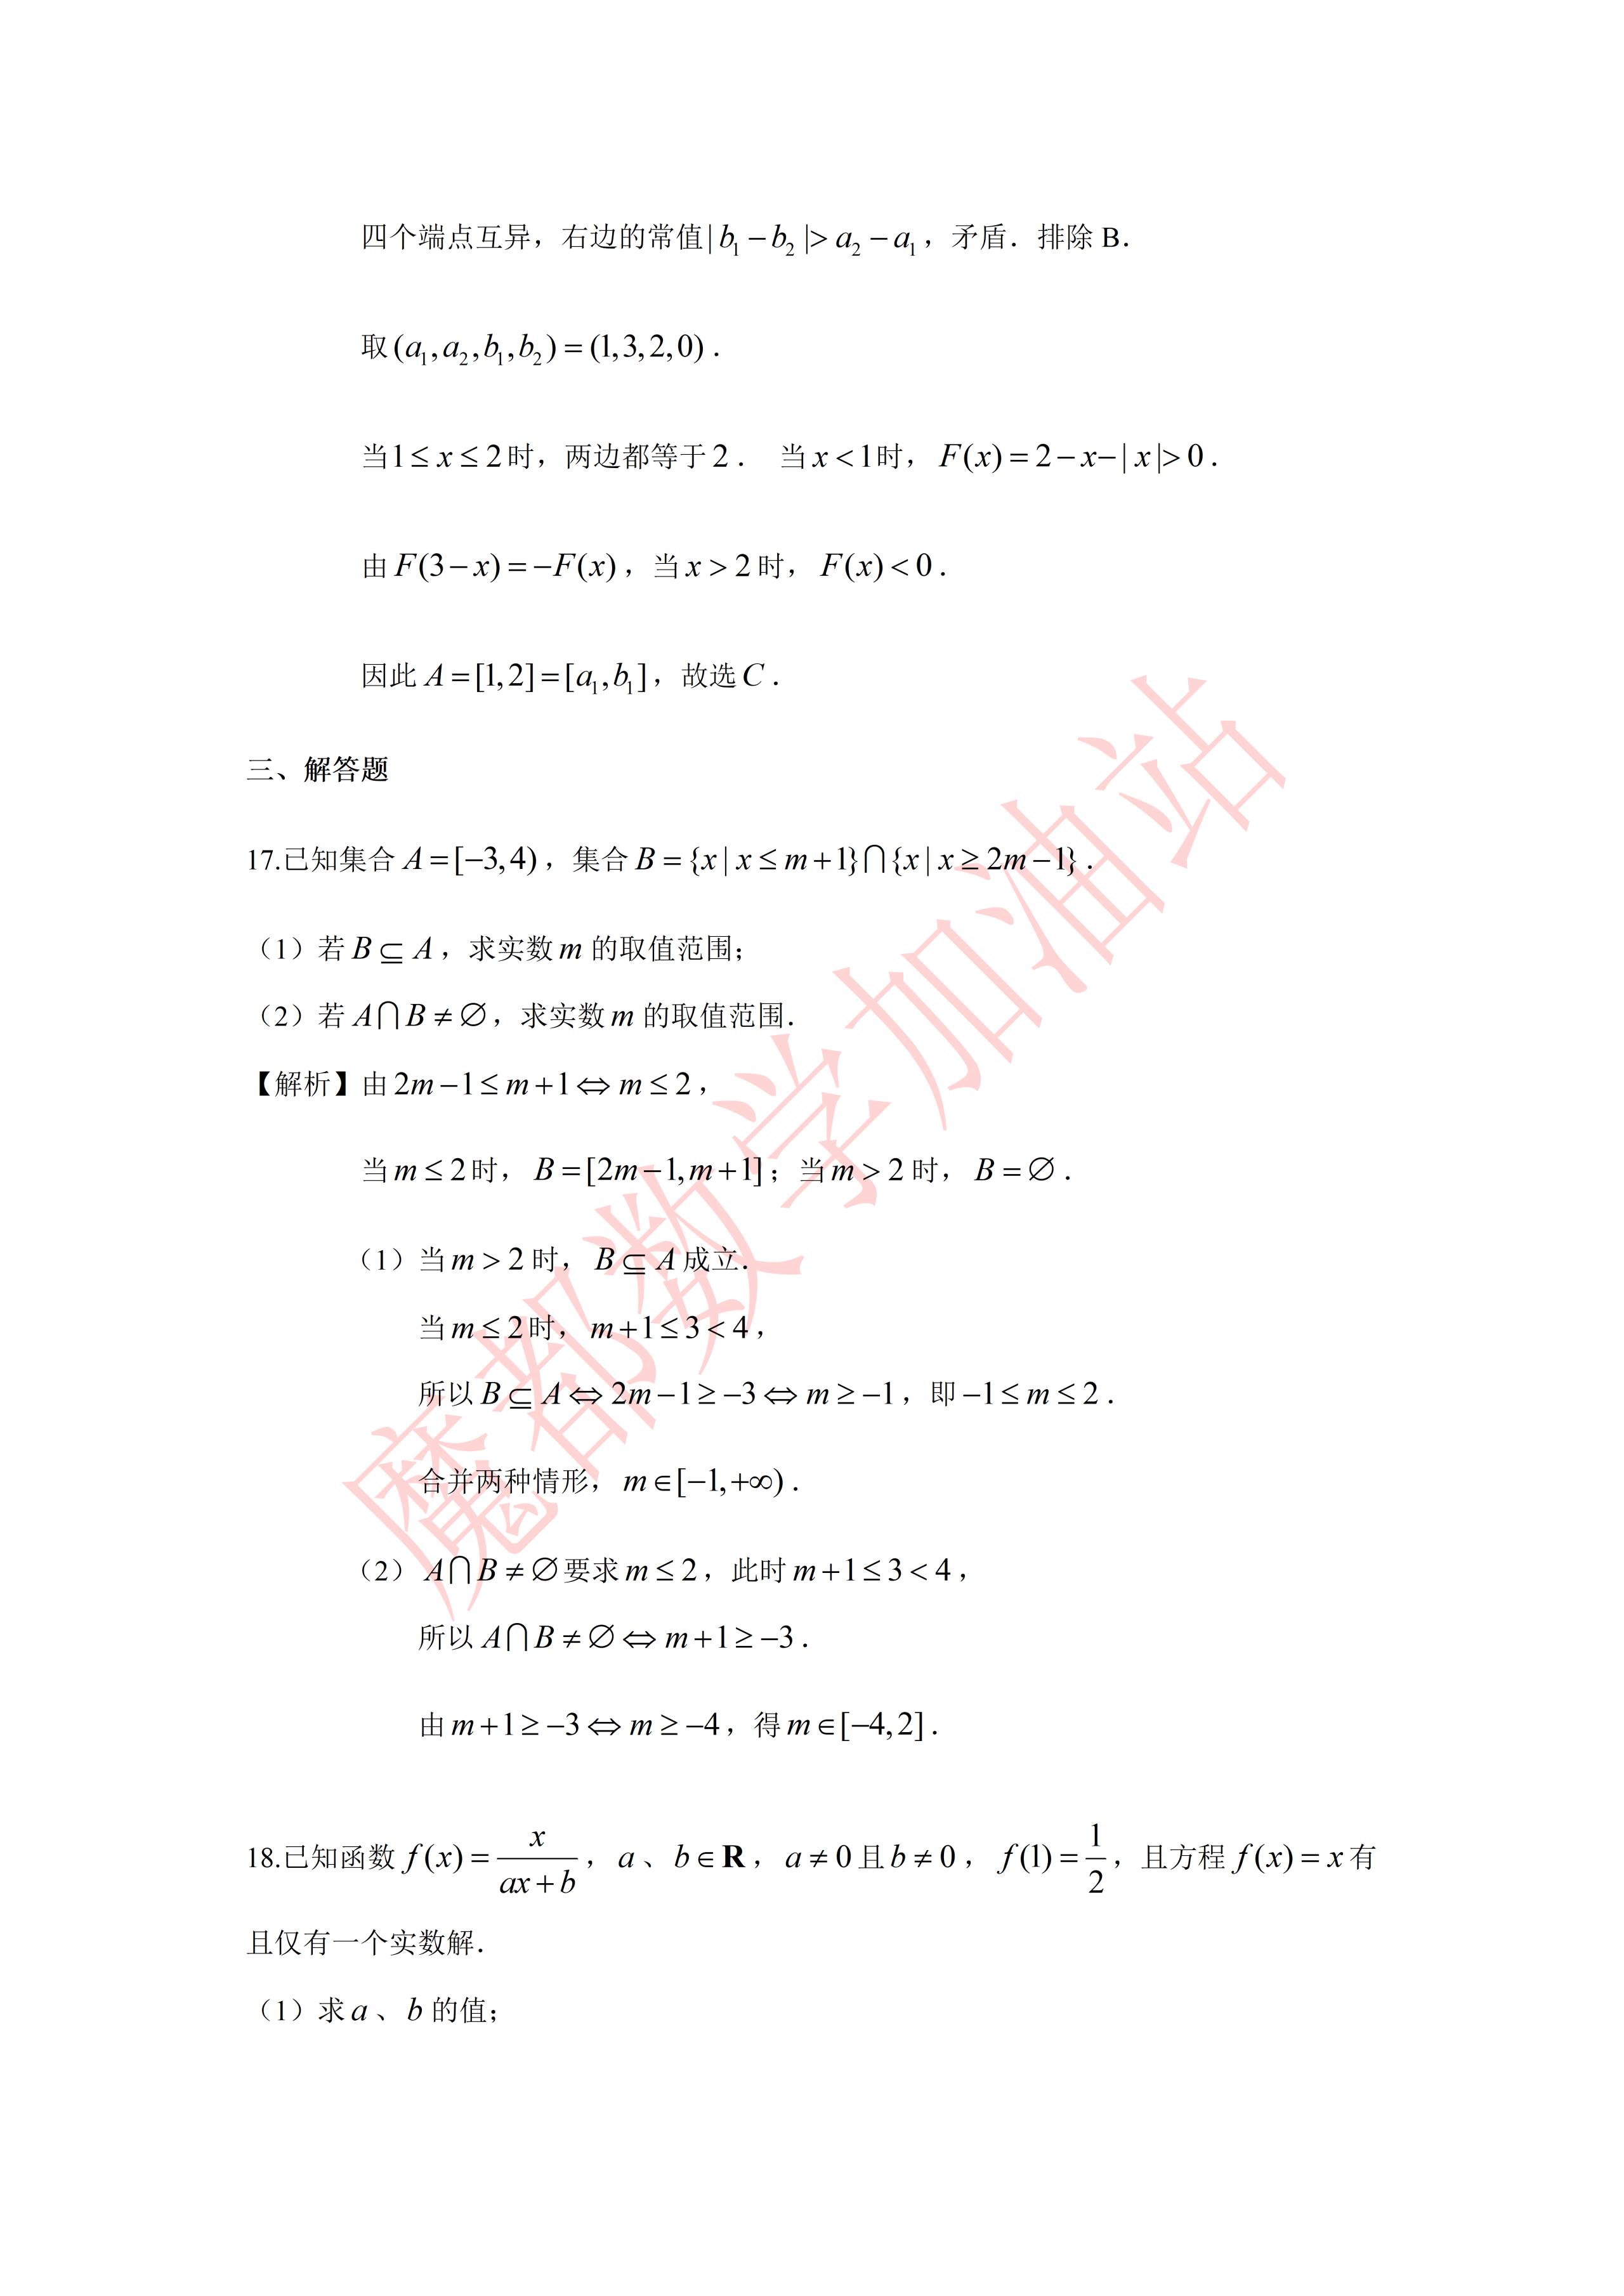 四个端点互异，右边的常值|b₁－b₂|>a₂－a₁，矛盾．排除 B．
取(a₁,a₂,b₁,b₂)=(1,3,2,0)．
当1≤x≤2时，两边都等于2． 当x<1时，F(x)=2－x－|x|>0．
由F(3－x)=－F(x)，当x>2时，F(x)<0．
因此A=[1,2]=[a₁,b₁]，故选C．
三、解答题
17.已知集合A=[－3,4)，集合B={x|x≤m+1}⋂{x|x≥2m－1}．
（1）若B⊆A，求实数m的取值范围；
（2）若A⋂B≠∅，求实数m的取值范围．
【解析】由2m－1≤m+1⇔m≤2，
当m≤2时，B=[2m－1,m+1]；当m>2时，B=∅．
（1）当m>2时，B⊆A成立．
当m≤2时，m+1≤3<4，
所以B⊆A⇔2m－1≥－3⇔m≥－1，即－1≤m≤2．
合并两种情形，m∈[－1,+∞)．
（2）A⋂B≠∅要求m≤2，此时m+1≤3<4，
所以A⋂B≠∅⇔m+1≥－3．
由m+1≥－3⇔m≥－4，得m∈[－4,2]．
18.已知函数f(x)=x/(ax+b)，a、b∈R，a≠0且b≠0，f(1)=1/2，且方程f(x)=x有
且仅有一个实数解．
（1）求a、b的值；
魔都数学加油站